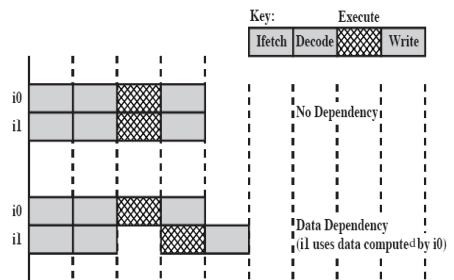 Key: Execute
Ifetch Decode Write
i0
i1
No Dependency
i0
i1
Data Dependency
(i1 uses data computed by i0)